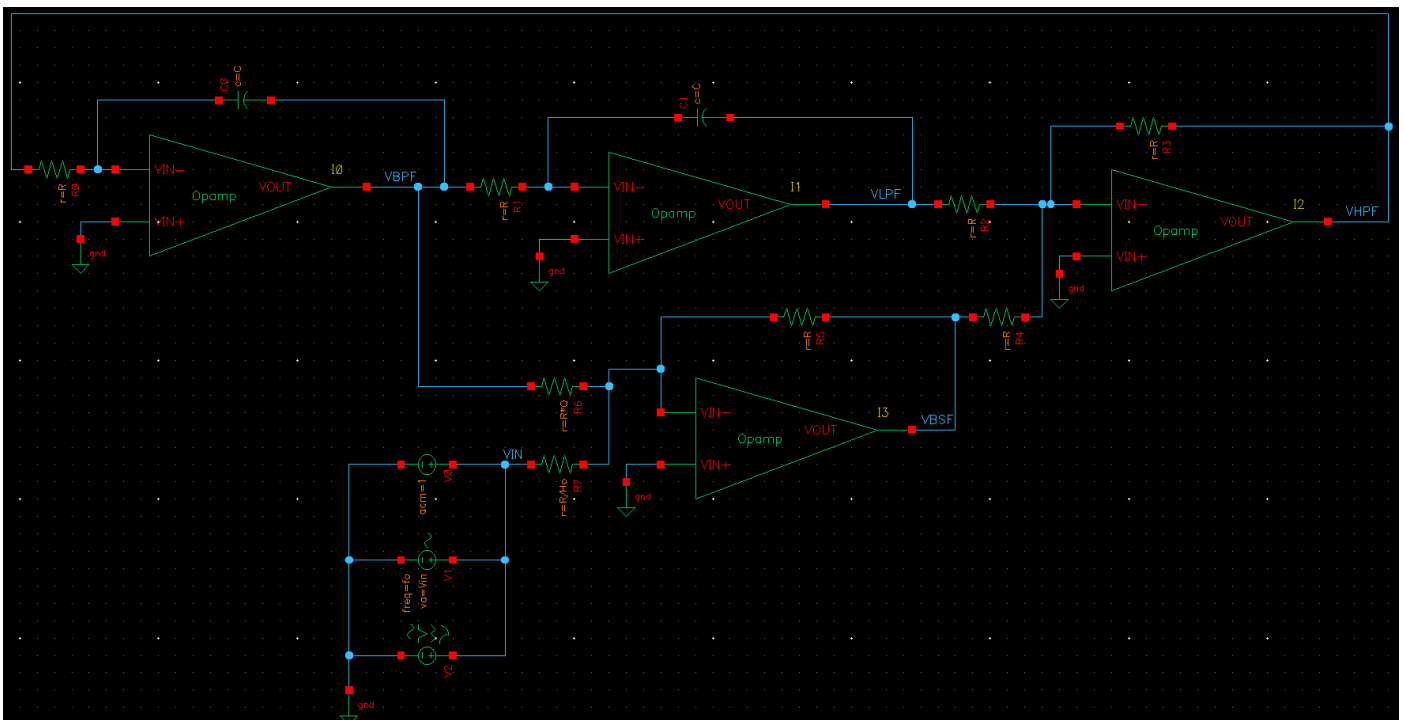 C0
c=C
r=R
R0
VIN-
VIN+
Opamp
VOUT
I0
gnd
VBPF
r=R
R1
C1
c=C
VIN-
VIN+
Opamp
VOUT
I1
gnd
VLPF
r=R
R2
r=R
R3
VIN-
VIN+
Opamp
VOUT
I2
gnd
VHPF
r=R
R5
r=R
R4
r=R*Q
R6
VIN-
VIN+
Opamp
VOUT
I3
gnd
VBSF
VIN
r=R/Ho
R7
acm=1
V0
freq=fo
va=Vin
V1
V2
gnd